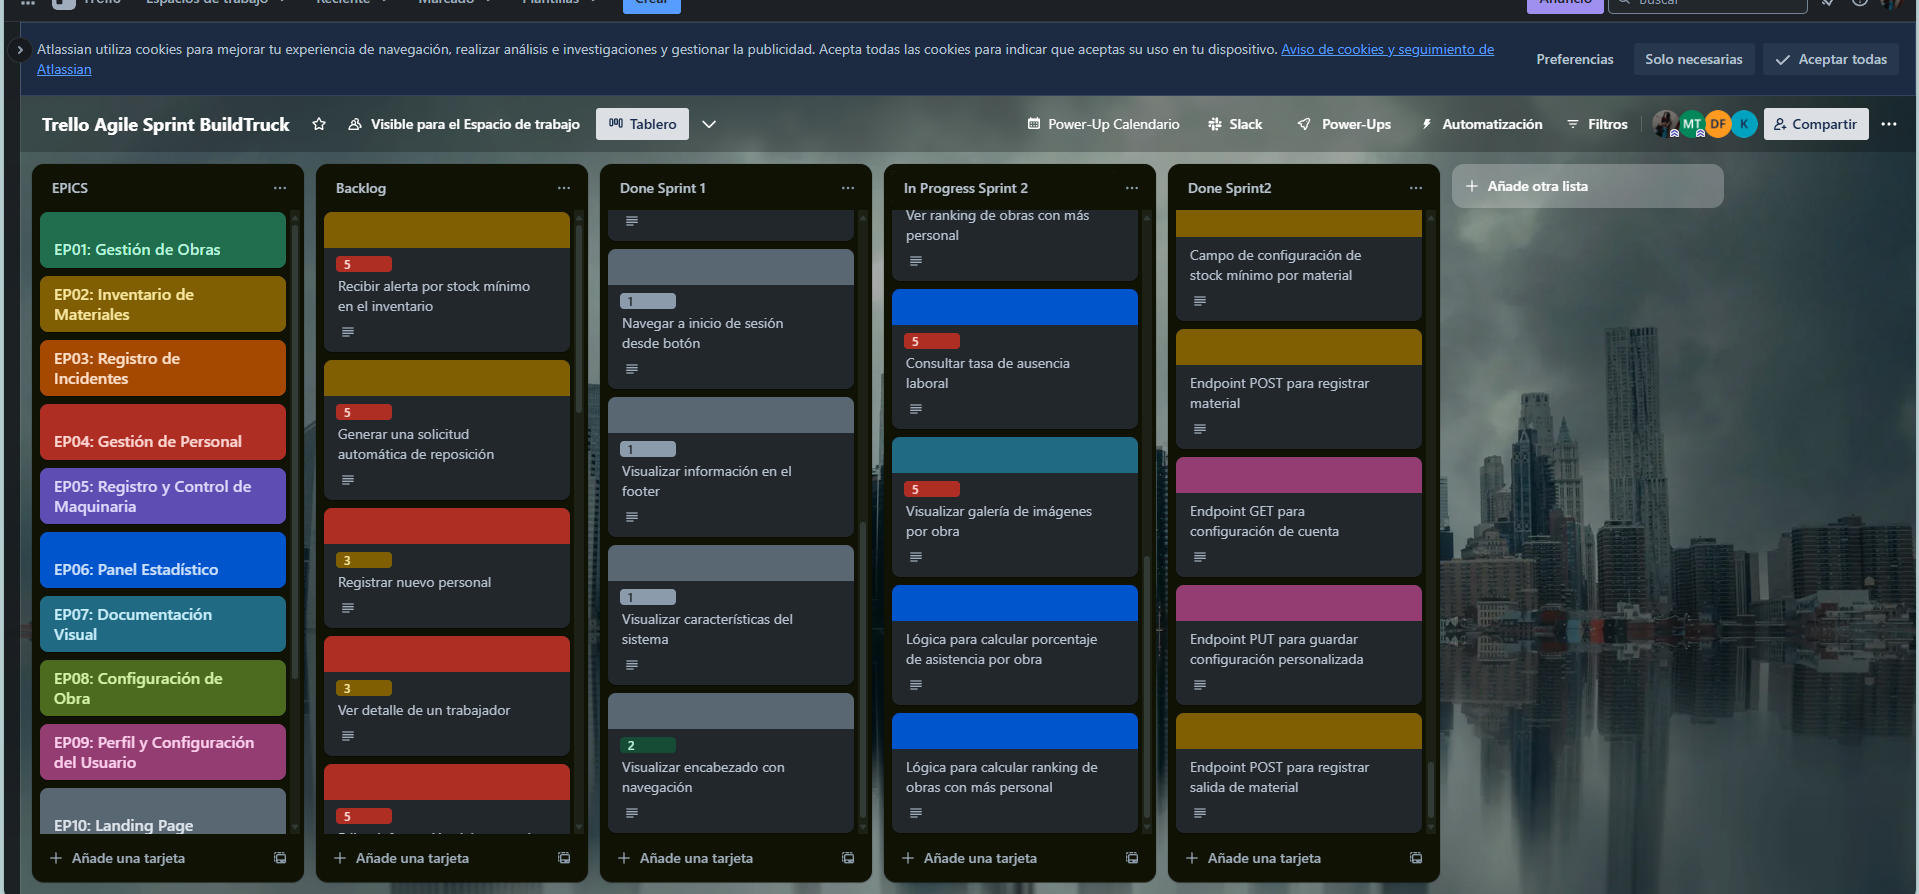 Trello
Espacios de trabajo
Reciente
Marcado
Plantillas
Crear
Anuncio
Buscar
Atlassian utiliza cookies para mejorar tu experiencia de navegación, realizar análisis e investigaciones y gestionar la publicidad. Acepta todas las cookies para indicar que aceptas su uso en tu dispositivo. Aviso de cookies y seguimiento de
Atlassian
Preferencias
Solo necesarias
Aceptar todas
Trello Agile Sprint BuildTruck
Visible para el Espacio de trabajo
Tablero
Power-Up Calendario
Slack
Power-Ups
Automatización
Filtros
MT
DF
K
Compartir
EPICS
EP01: Gestión de Obras
EP02: Inventario de
Materiales
EP03: Registro de
Incidentes
EP04: Gestión de Personal
EP05: Registro y Control de
Maquinaria
EP06: Panel Estadístico
EP07: Documentación
Visual
EP08: Configuración de
Obra
EP09: Perfil y Configuración
del Usuario
EP10: Landing Page
Añade una tarjeta
Backlog
5
Recibir alerta por stock mínimo
en el inventario
5
Generar una solicitud
automática de reposición
3
Registrar nuevo personal
3
Ver detalle de un trabajador
5
Añade una tarjeta
Done Sprint 1
1
Navegar a inicio de sesión
desde botón
1
Visualizar información en el
footer
1
Visualizar características del
sistema
2
Visualizar encabezado con
navegación
Añade una tarjeta
In Progress Sprint 2
Ver ranking de obras con más
personal
5
Consultar tasa de ausencia
laboral
5
Visualizar galería de imágenes
por obra
Lógica para calcular porcentaje
de asistencia por obra
Lógica para calcular ranking de
obras con más personal
Añade una tarjeta
Done Sprint2
Campo de configuración de
stock mínimo por material
Endpoint POST para registrar
material
Endpoint GET para
configuración de cuenta
Endpoint PUT para guardar
configuración personalizada
Endpoint POST para registrar
salida de material
Añade una tarjeta
Añade otra lista